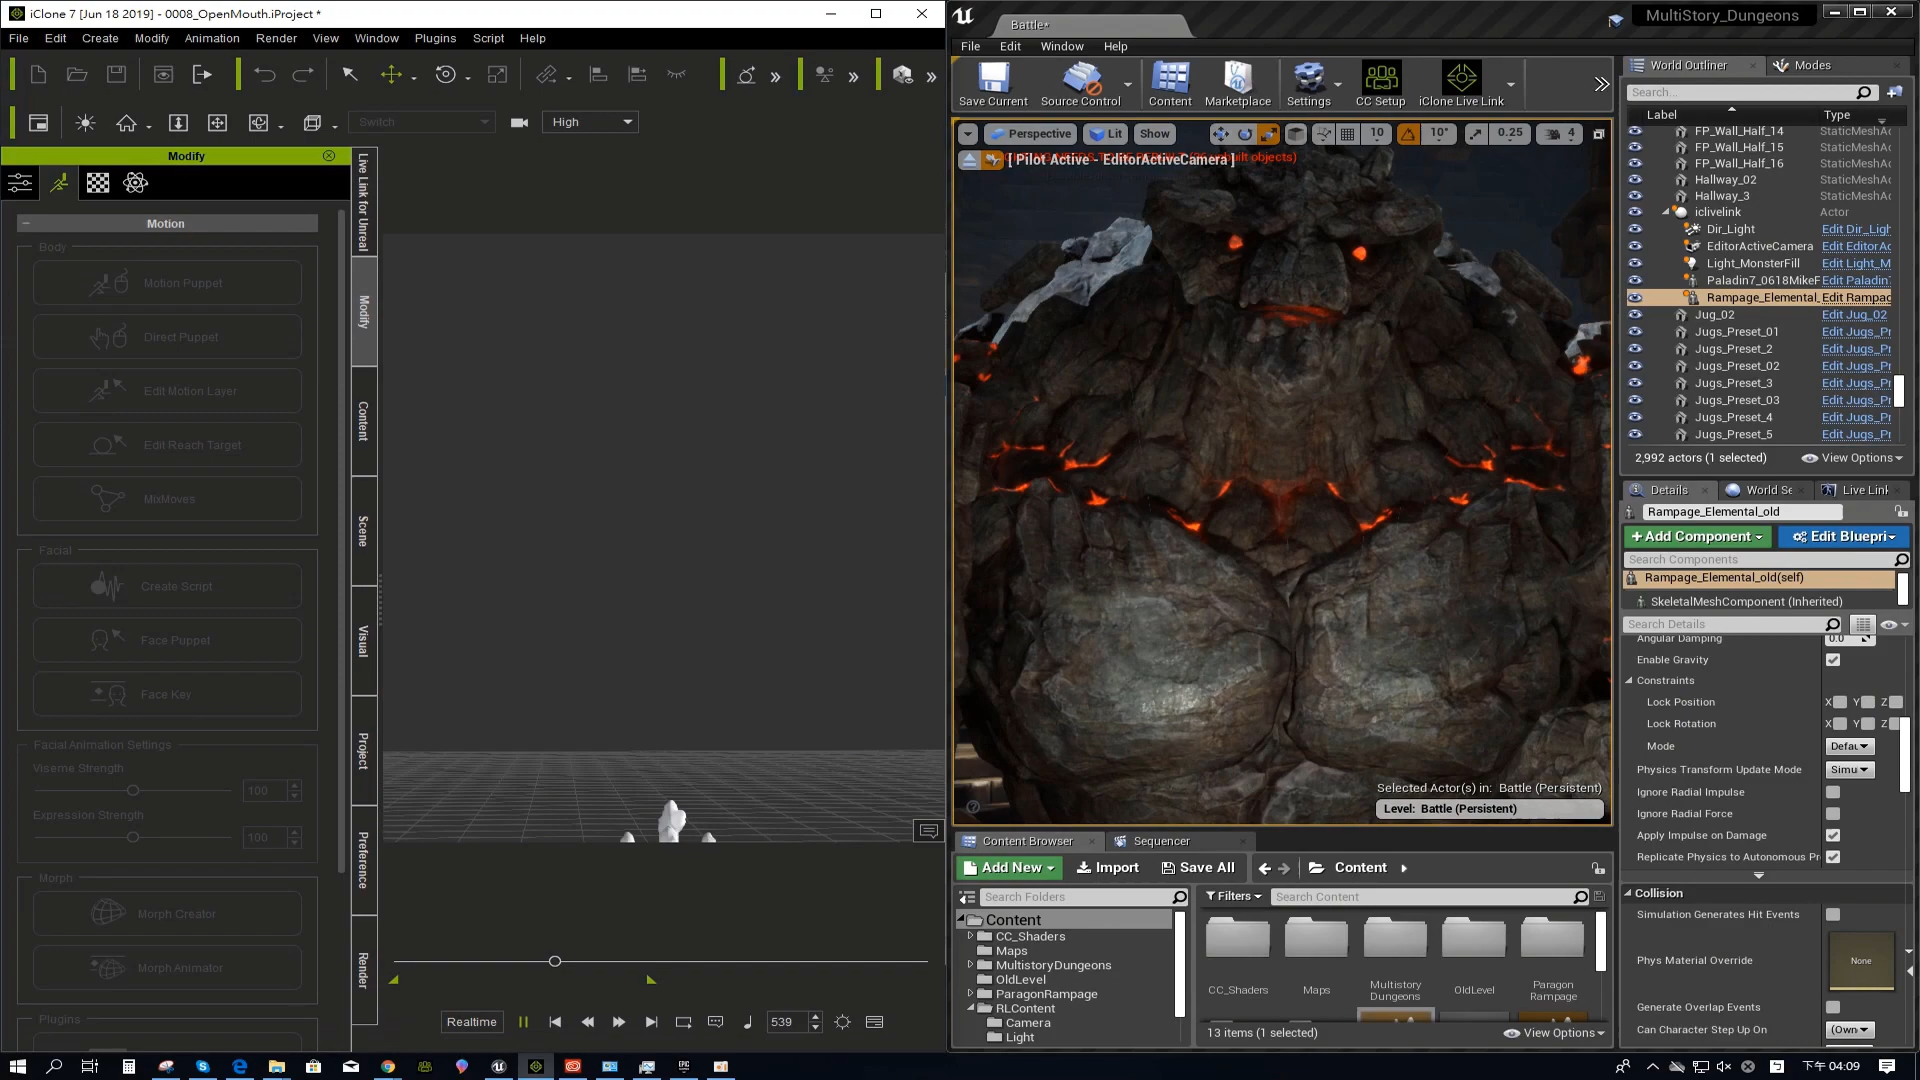 iClone 7 [Jun 18 2019] - 0008_OpenMouth.iProject *
File Edit Create Modify Animation Render View Window Plugins Script Help
Switch
High
Modify
Motion
Body
Motion Puppet
Direct Puppet
Edit Motion Layer
Edit Reach Target
MixMoves
Facial
Create Script
Face Puppet
Face Key
Facial Animation Settings
Viseme Strength
100
Expression Strength
100
Morph
Morph Creator
Morph Animator
Plugins
Live Link for Unreal
Modify
Content
Scene
Visual
Project
Preference
Render
Realtime
539
Battle*
MultiStory_Dungeons
File Edit Window Help
Save Current
Source Control
Content
Marketplace
Settings
CC Setup
iClone Live Link
Perspective
Lit
Show
10
10°
0.25
4
[ Pilot Active - EditorActiveCamera ]
Selected Actor(s) in: Battle (Persistent)
Level: Battle (Persistent)
Content Browser
Sequencer
Add New
Import
Save All
Content
Search Folders
Filters
Search Content
Content
CC_Shaders
Maps
MultistoryDungeons
OldLevel
ParagonRampage
RLContent
Camera
Light
CC_Shaders
Maps
Multistory
Dungeons
OldLevel
Paragon
Rampage
13 items (1 selected)
View Options
World Outliner
Modes
Search...
Label
Type
FP_Wall_Half_14 StaticMeshAc
FP_Wall_Half_15 StaticMeshAc
FP_Wall_Half_16 StaticMeshAc
Hallway_02 StaticMeshAc
Hallway_3 StaticMeshAc
iclivelink Actor
Dir_Light Edit Dir_Ligh
EditorActiveCamera Edit EditorAc
Light_MonsterFill Edit Light_M
Paladin7_0618MikeF Edit Paladin7
Rampage_Elemental_ Edit Rampag
Jug_02 Edit Jug_02
Jugs_Preset_01 Edit Jugs_Pr
Jugs_Preset_2 Edit Jugs_Pr
Jugs_Preset_02 Edit Jugs_Pr
Jugs_Preset_3 Edit Jugs_Pr
Jugs_Preset_03 Edit Jugs_Pr
Jugs_Preset_4 Edit Jugs_Pr
Jugs_Preset_5 Edit Jugs_Pr
2,992 actors (1 selected)
View Options
Details
World Se
Live Link
Rampage_Elemental_old
Add Component
Edit Bluepri
Search Components
Rampage_Elemental_old(self)
SkeletalMeshComponent (Inherited)
Search Details
Angular Damping 0.0
Enable Gravity
Constraints
Lock Position X Y Z
Lock Rotation X Y Z
Mode Defau
Physics Transform Update Mode Simu
Ignore Radial Impulse
Ignore Radial Force
Apply Impulse on Damage
Replicate Physics to Autonomous Pr
Collision
Simulation Generates Hit Events
Phys Material Override
None
Generate Overlap Events
Can Character Step Up On (Own
下午 04:09